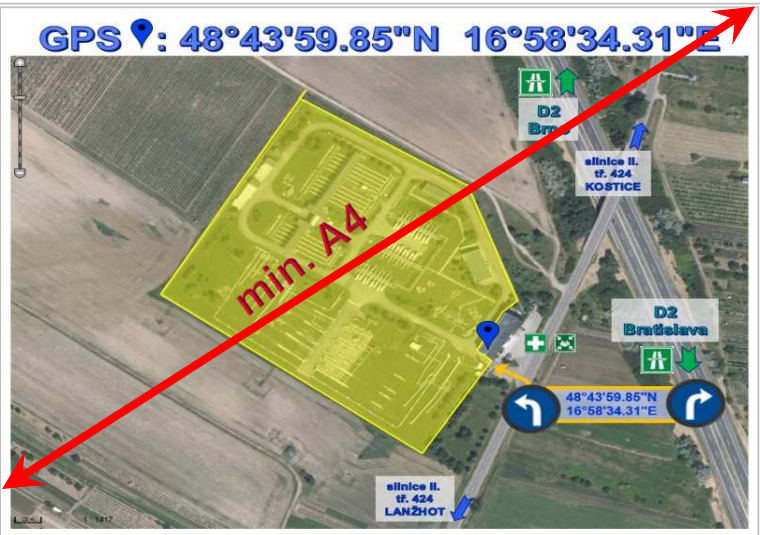 GPS : 48°43'59.85"N 16°58'34.31"E
D2
Brno
silnice II.
tř. 424
KOSTICE
min. A4
D2
Bratislava
48°43'59.85"N
16°58'34.31"E
silnice II.
tř. 424
LANŽHOT